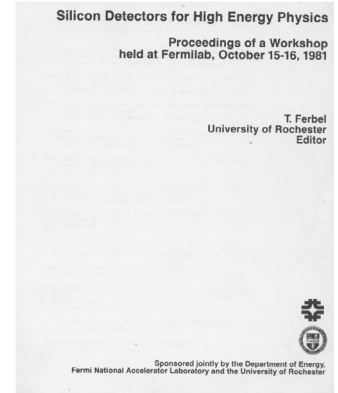 Silicon Detectors for High Energy Physics
Proceedings of a Workshop
held at Fermilab, October 15-16, 1981
T. Ferbel
University of Rochester
Editor
Sponsored jointly by the Department of Energy,
Fermi National Accelerator Laboratory and the University of Rochester